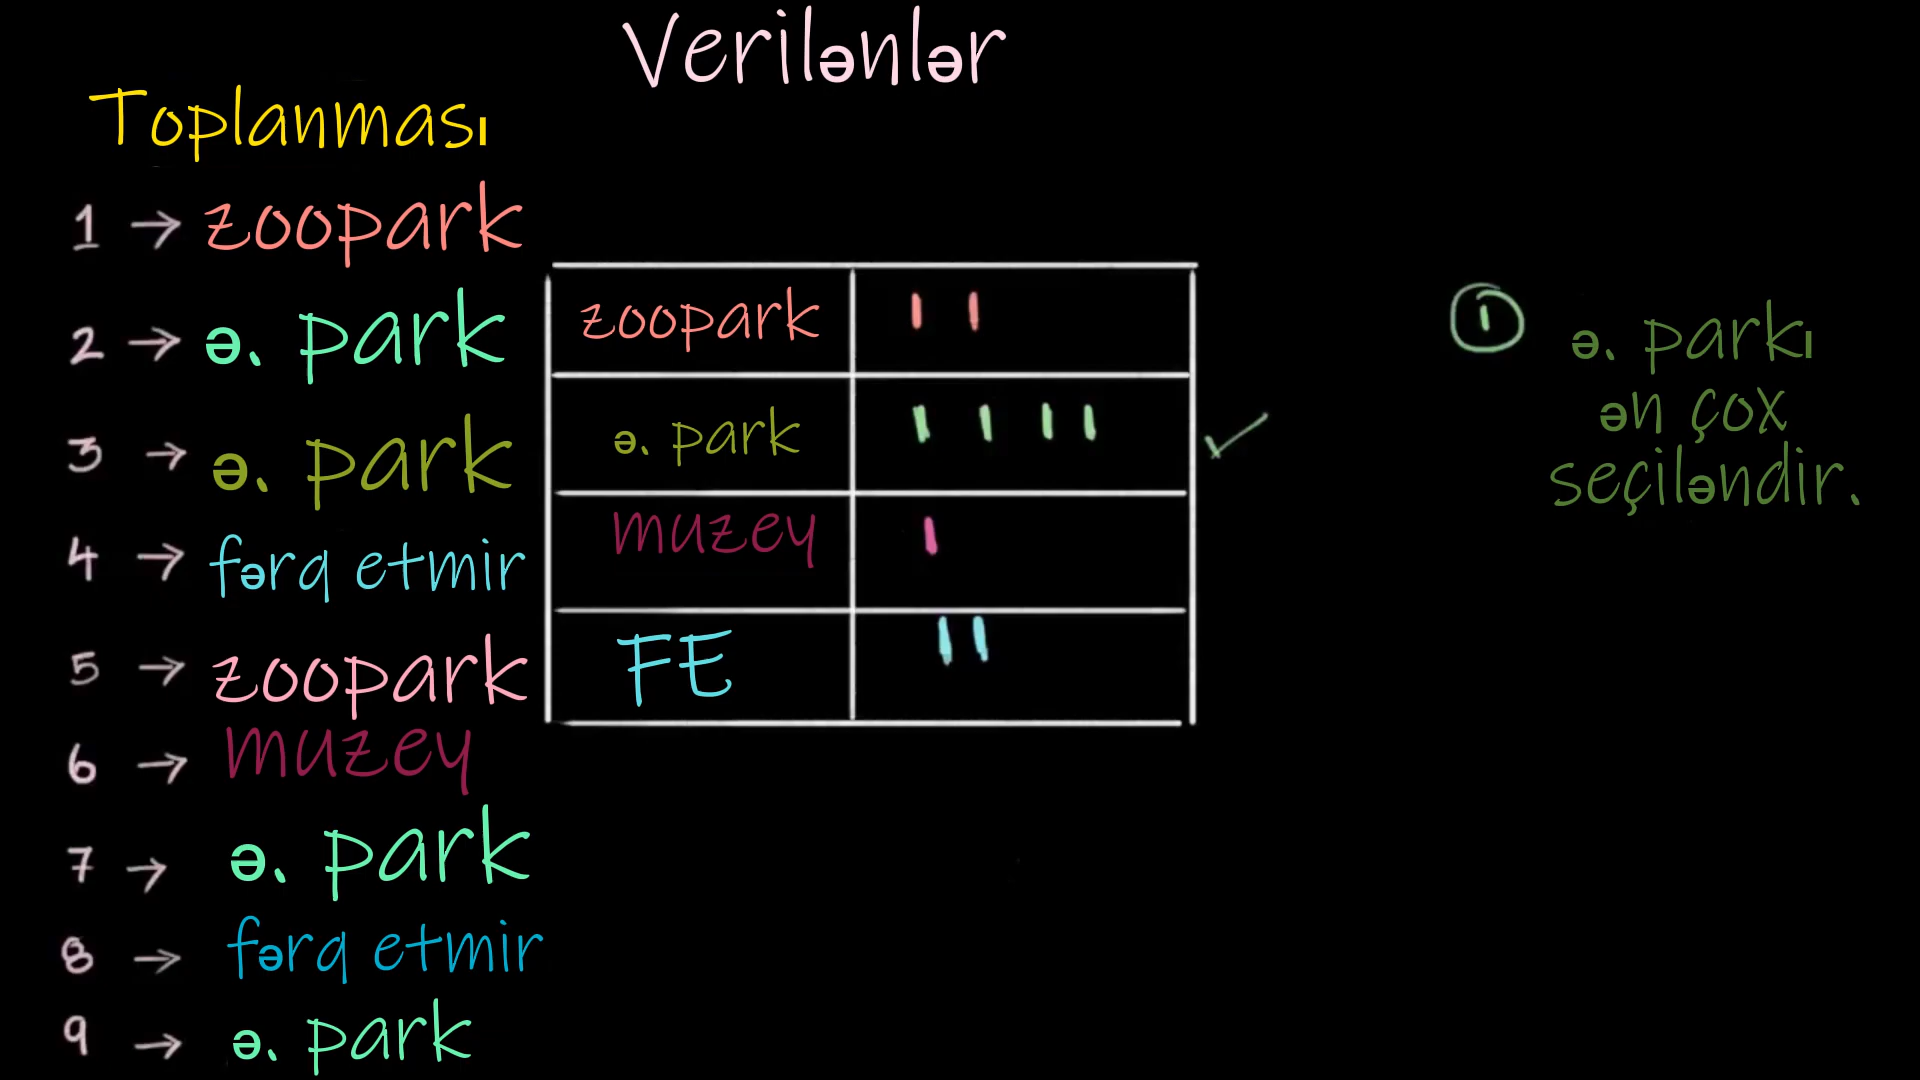 Verilənlər
Toplanması
1 → zoopark
2 → ə. park
3 → ə. park
4 → fərq etmir
5 → zoopark
6 → muzey
7 → ə. park
8 → fərq etmir
9 → ə. park
zoopark
ə. park
muzey
FE
1
ə. parkı
ən çox
seçiləndir.